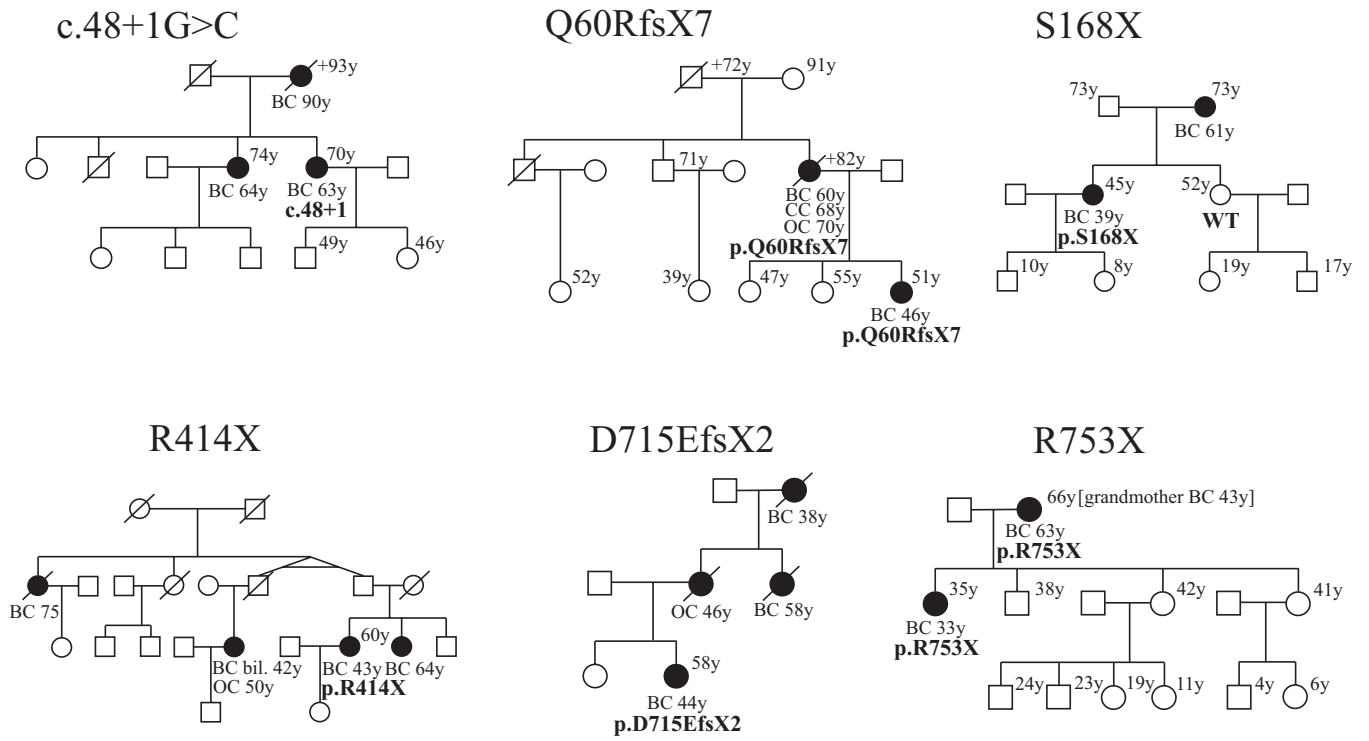 c.48+1G>C
+93y
BC 90y
74y
BC 64y
70y
BC 63y
c.48+1
49y
46y
Q60RfsX7
+72y
91y
71y
+82y
BC 60y
CC 68y
OC 70y
p.Q60RfsX7
52y
39y
47y
55y
51y
BC 46y
p.Q60RfsX7
S168X
73y
73y
BC 61y
45y
BC 39y
p.S168X
52y
WT
10y
8y
19y
17y
R414X
BC 75
BC bil. 42y
OC 50y
60y
BC 43y
p.R414X
BC 64y
D715EfsX2
BC 38y
OC 46y
BC 58y
58y
BC 44y
p.D715EfsX2
R753X
66y[grandmother BC 43y]
BC 63y
p.R753X
35y
BC 33y
p.R753X
38y
42y
41y
24y
23y
19y
11y
4y
6y